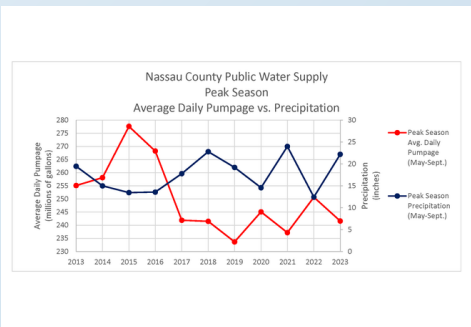 Nassau County Public Water Supply
Peak Season
Average Daily Pumpage vs. Precipitation
Average Daily Pumpage
(millions of gallons)
280
275
270
265
260
255
250
245
240
235
230
30
25
20
15
10
5
0
Precipitation
(inches)
2013 2014 2015 2016 2017 2018 2019 2020 2021 2022 2023
Peak Season
Avg. Daily
Pumpage
(May-Sept.)
Peak Season
Precipitation
(May-Sept.)